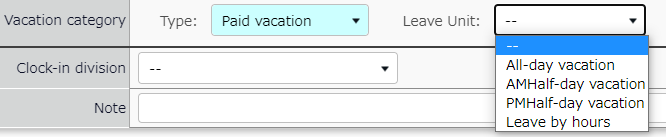 Vacation category Type: Paid vacation Leave Unit: --
--
All-day vacation
Clock-in division --
AMHalf-day vacation
PMHalf-day vacation
Note
Leave by hours